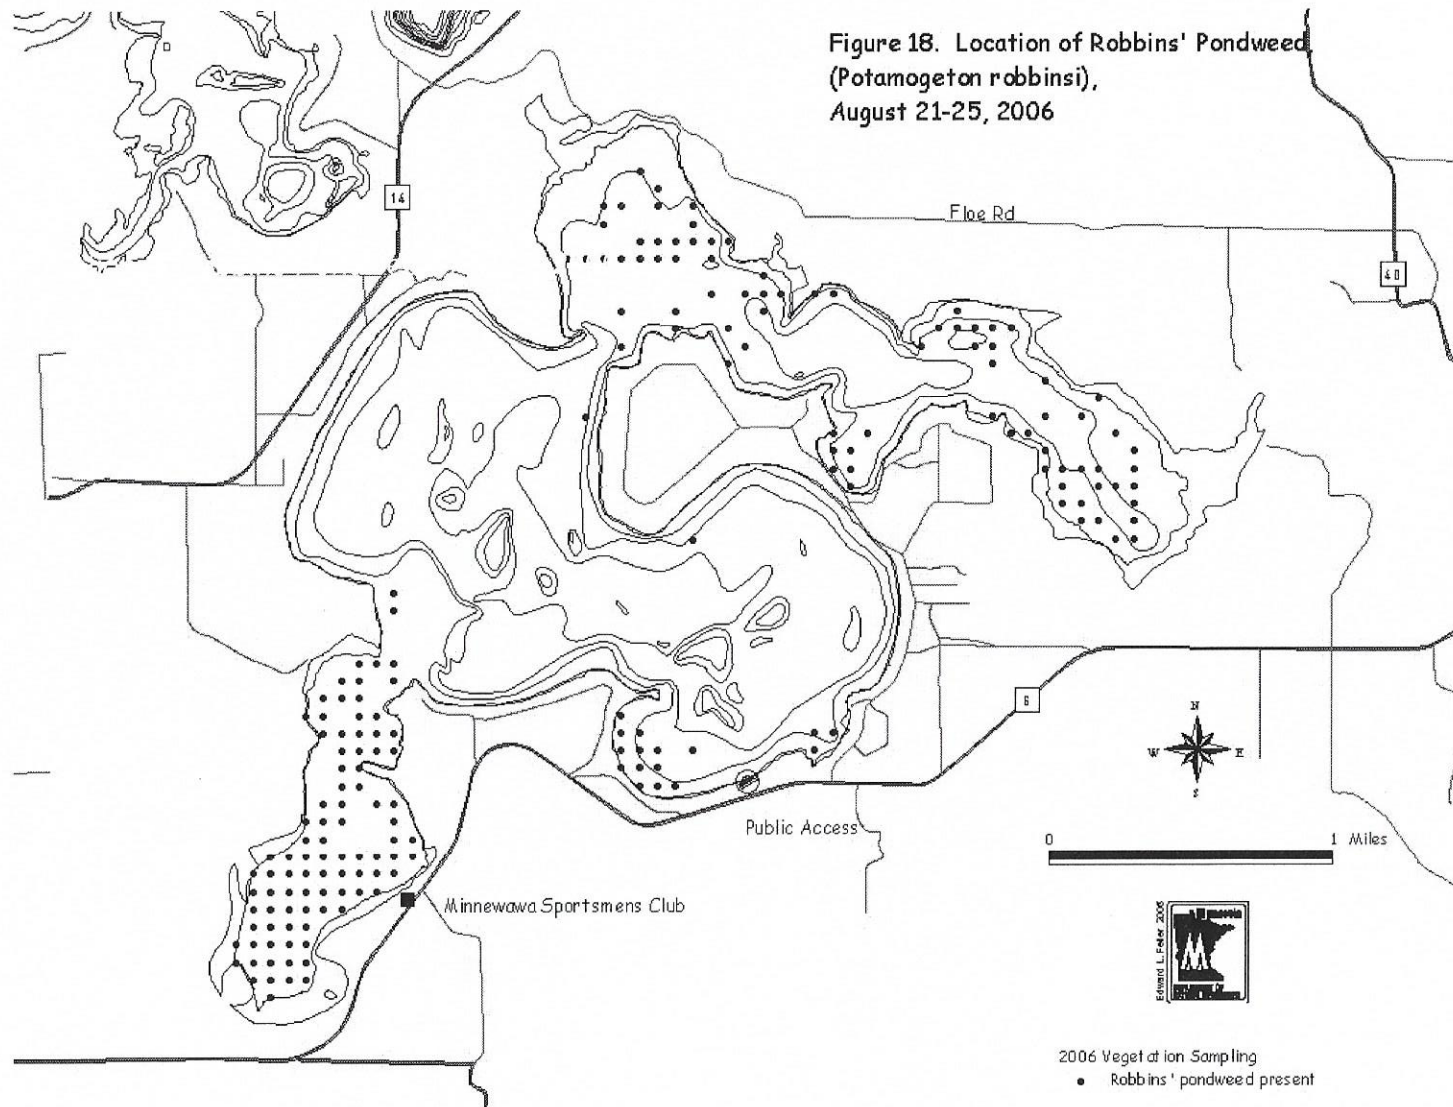 Figure 18. Location of Robbins' Pondweed
(Potamogeton robbinsi),
August 21-25, 2006
14
Floe Rd
40
6
N
W E
S
0 1 Miles
Public Access
Minnewawa Sportsmens Club
Edward L. Feiler 2006
2006 Vegetation Sampling
Robbins' pondweed present